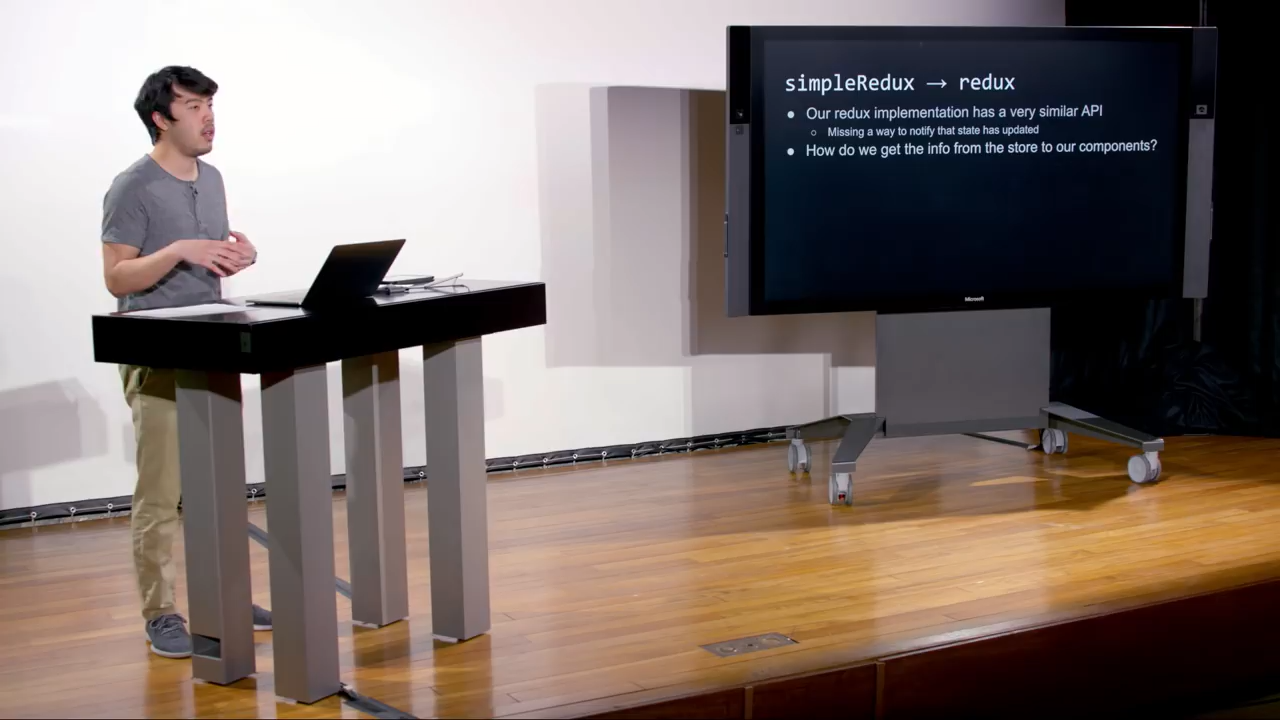 simpleRedux → redux
● Our redux implementation has a very similar API
○ Missing a way to notify that state has updated
● How do we get the info from the store to our components?
Microsoft